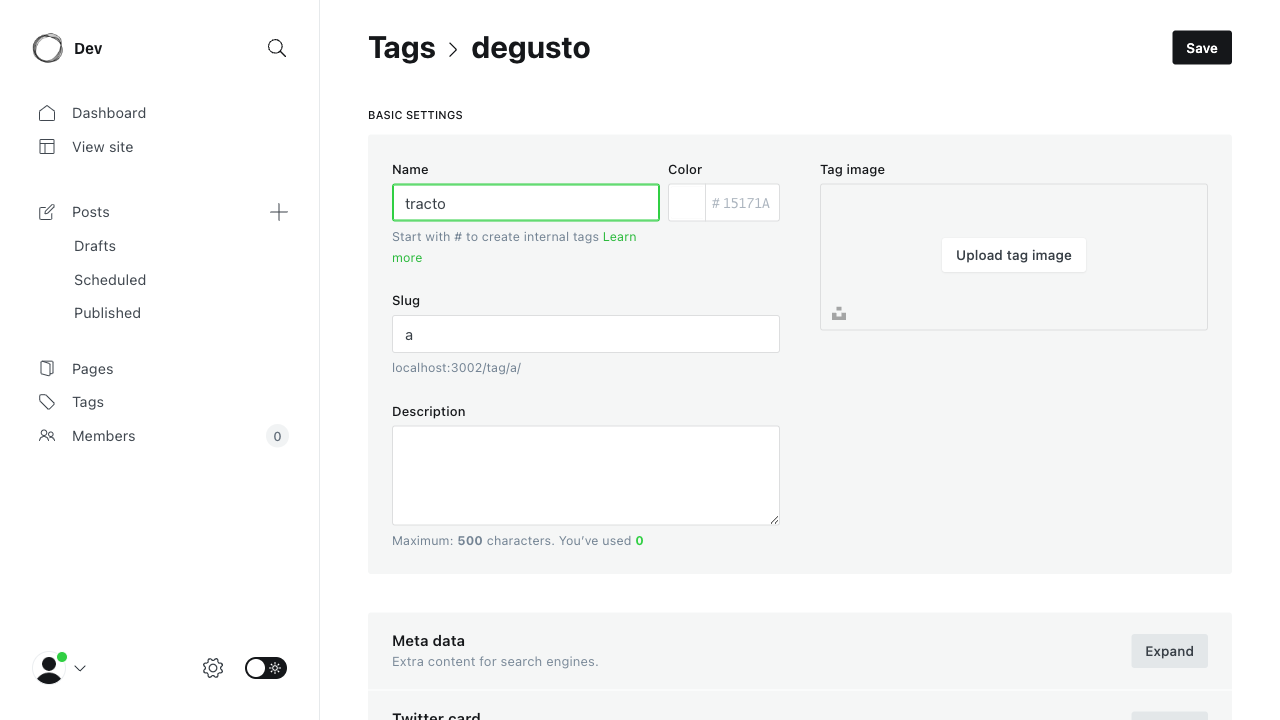 Dev
Dashboard
View site
Posts
Drafts
Scheduled
Published
Pages
Tags
Members
0
Tags
degusto
Save
BASIC SETTINGS
Name
tracto
Start with # to create internal tags Learn
more
Color
# 15171A
Slug
a
localhost:3002/tag/a/
Description
Maximum: 500 characters. You’ve used 0
Tag image
Upload tag image
Meta data
Extra content for search engines.
Expand
Twitter card